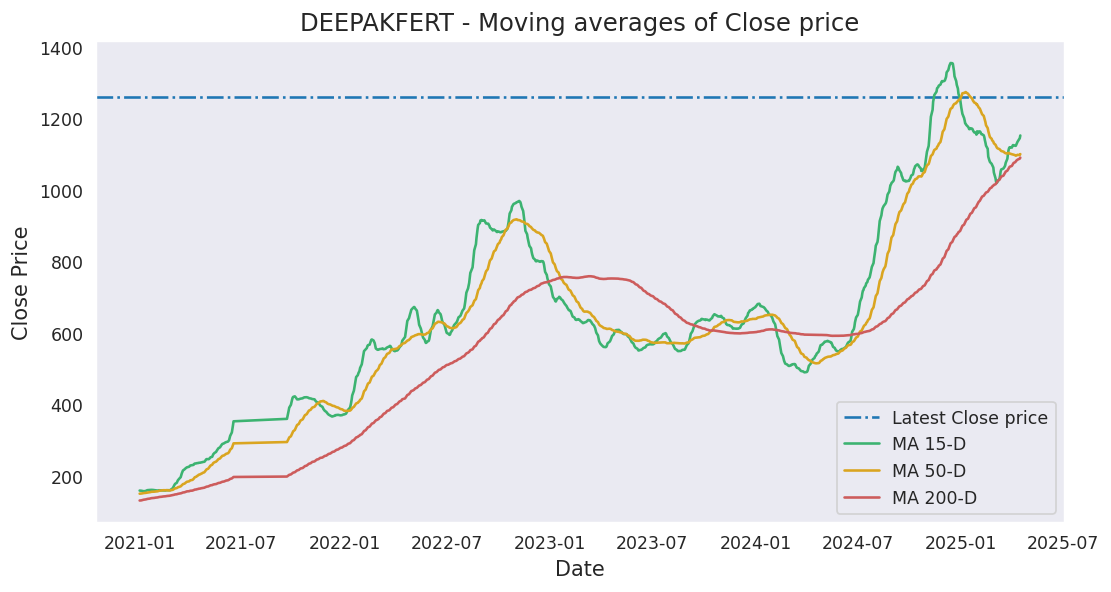 DEEPAKFERT - Moving averages of Close price
Close Price
1400
1200
1000
800
600
400
200
Latest Close price
MA 15-D
MA 50-D
MA 200-D
2021-01 2021-07 2022-01 2022-07 2023-01 2023-07 2024-01 2024-07 2025-01 2025-07
Date